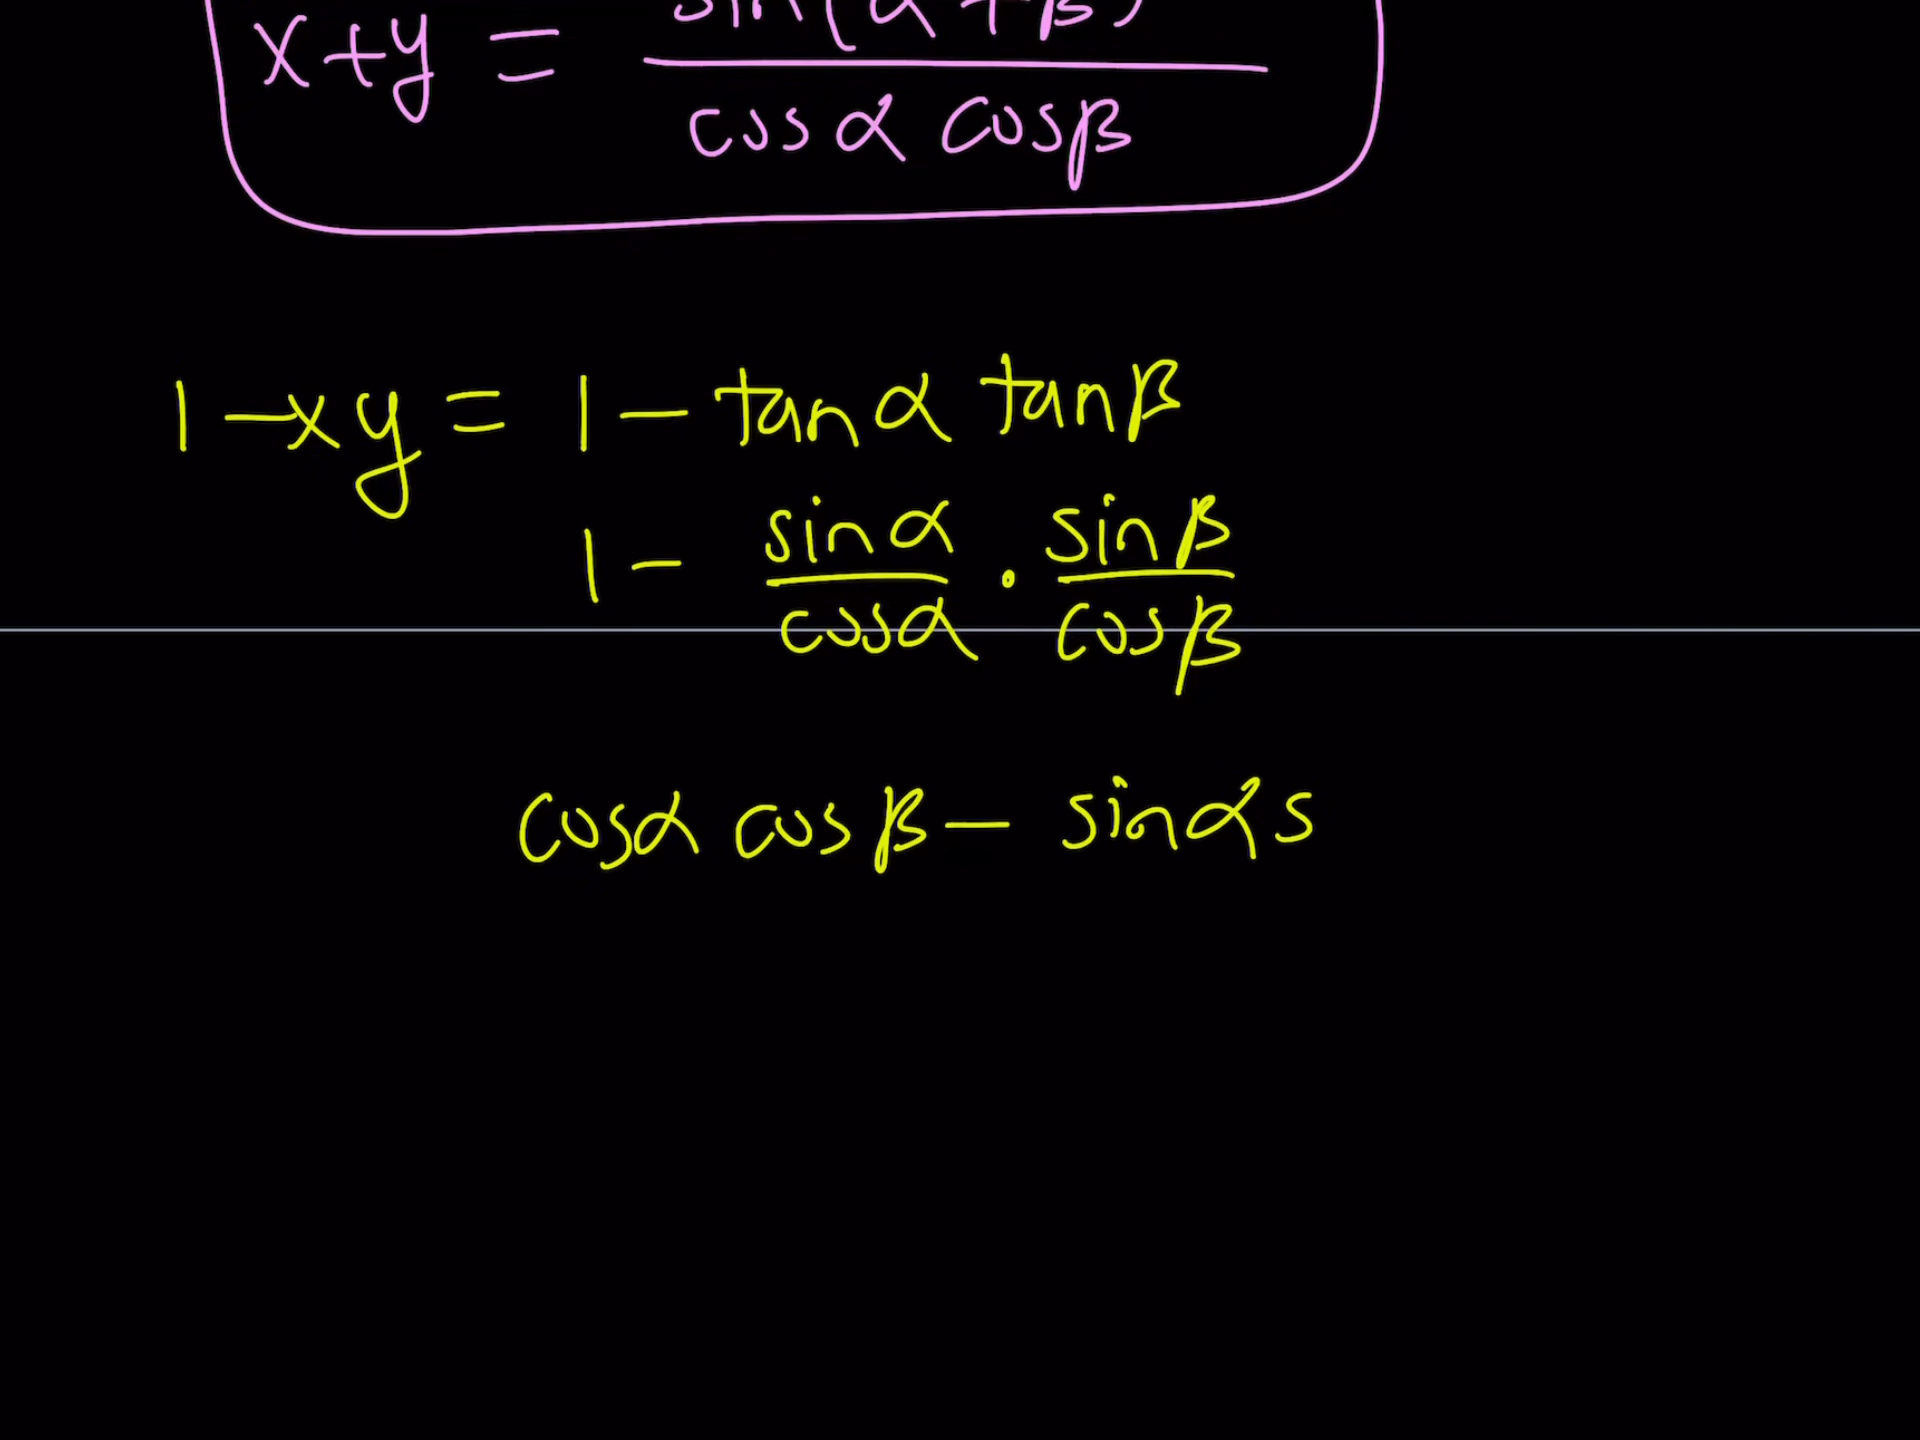 x+y = sin(α+β)
cosα cosβ
1-xy = 1 - tanα tanβ
1 - sinα/cosα · sinβ/cosβ
cosα cosβ - sinα s